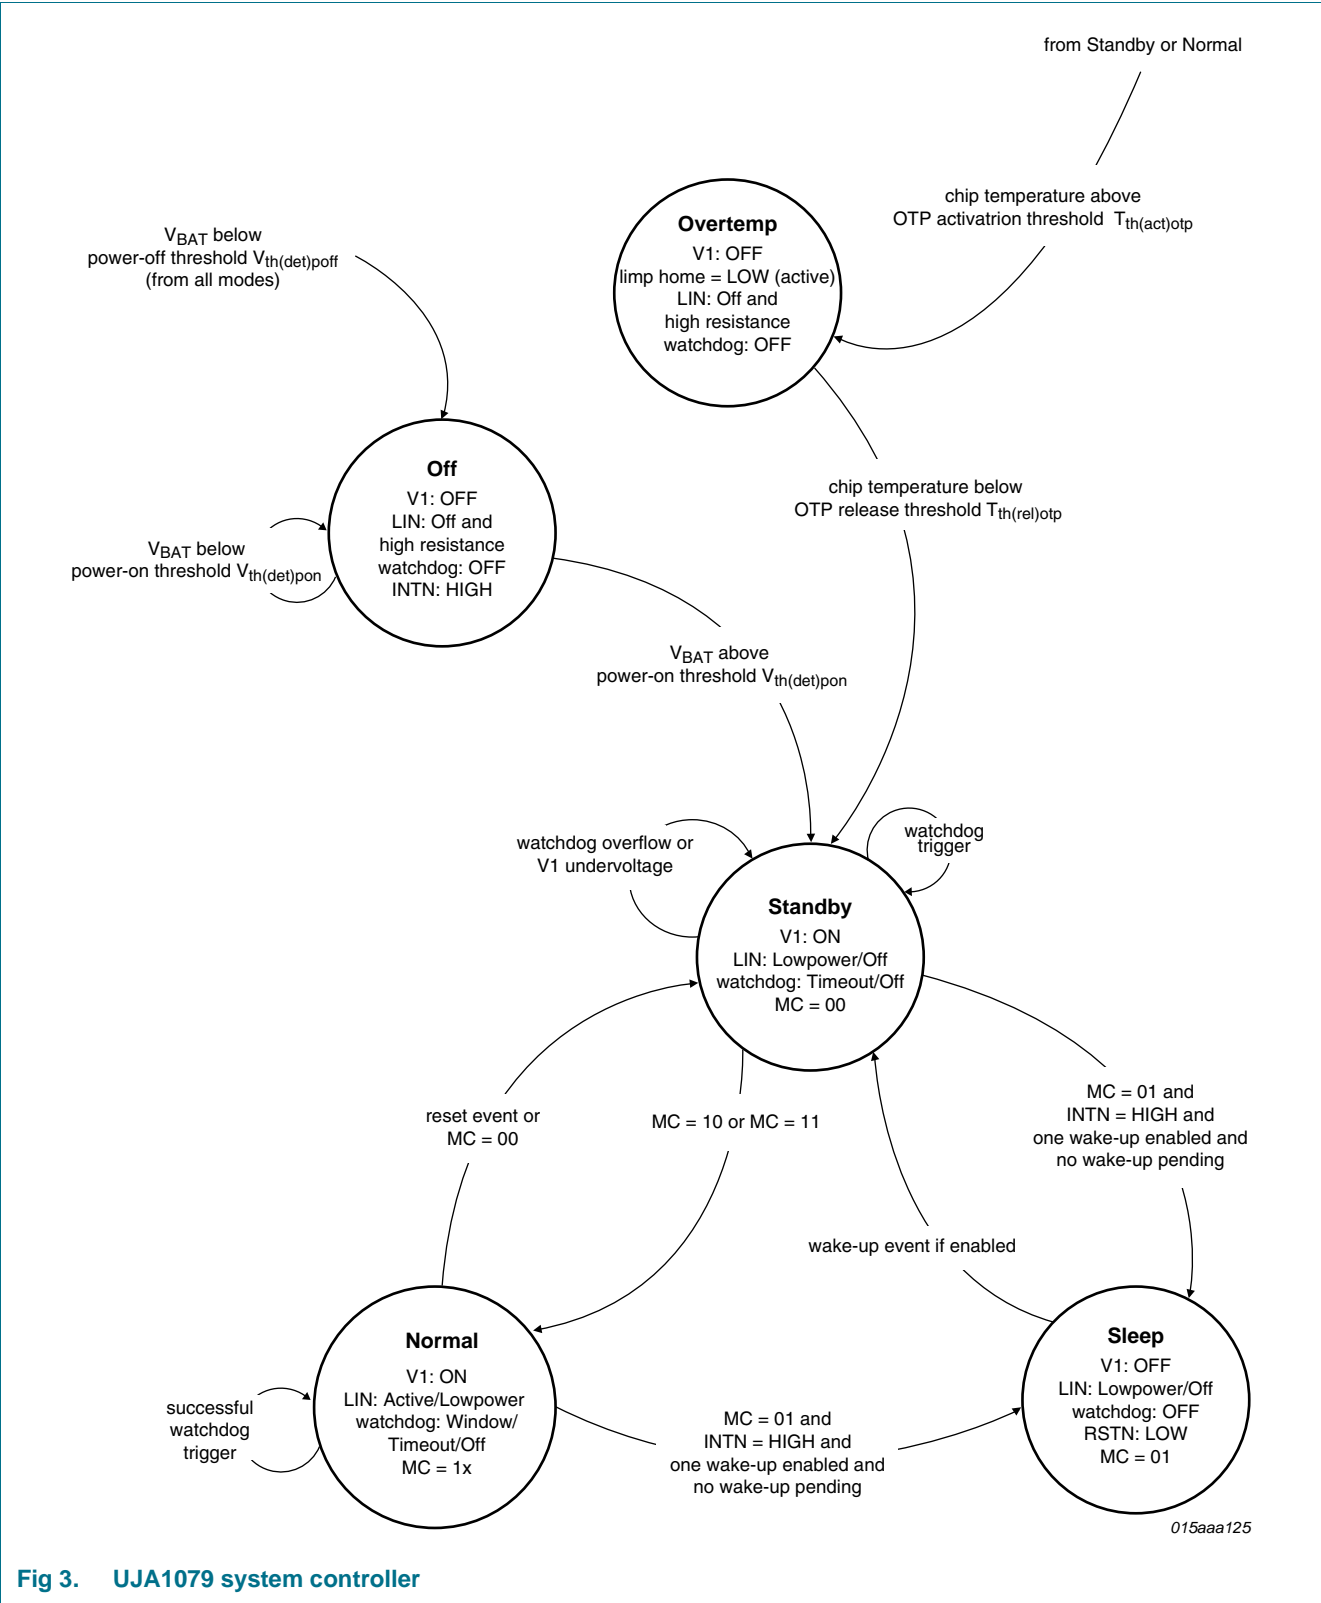 from Standby or Normal
chip temperature above
OTP activatrion threshold Tth(act)otp
Overtemp
V1: OFF
limp home = LOW (active)
LIN: Off and
high resistance
watchdog: OFF
VBAT below
power-off threshold Vth(det)poff
(from all modes)
Off
V1: OFF
LIN: Off and
high resistance
watchdog: OFF
INTN: HIGH
VBAT below
power-on threshold Vth(det)pon
chip temperature below
OTP release threshold Tth(rel)otp
VBAT above
power-on threshold Vth(det)pon
watchdog overflow or
V1 undervoltage
watchdog
trigger
Standby
V1: ON
LIN: Lowpower/Off
watchdog: Timeout/Off
MC = 00
reset event or
MC = 00
MC = 10 or MC = 11
MC = 01 and
INTN = HIGH and
one wake-up enabled and
no wake-up pending
wake-up event if enabled
Normal
V1: ON
LIN: Active/Lowpower
watchdog: Window/
Timeout/Off
MC = 1x
successful
watchdog
trigger
MC = 01 and
INTN = HIGH and
one wake-up enabled and
no wake-up pending
Sleep
V1: OFF
LIN: Lowpower/Off
watchdog: OFF
RSTN: LOW
MC = 01
015aaa125
Fig 3. UJA1079 system controller